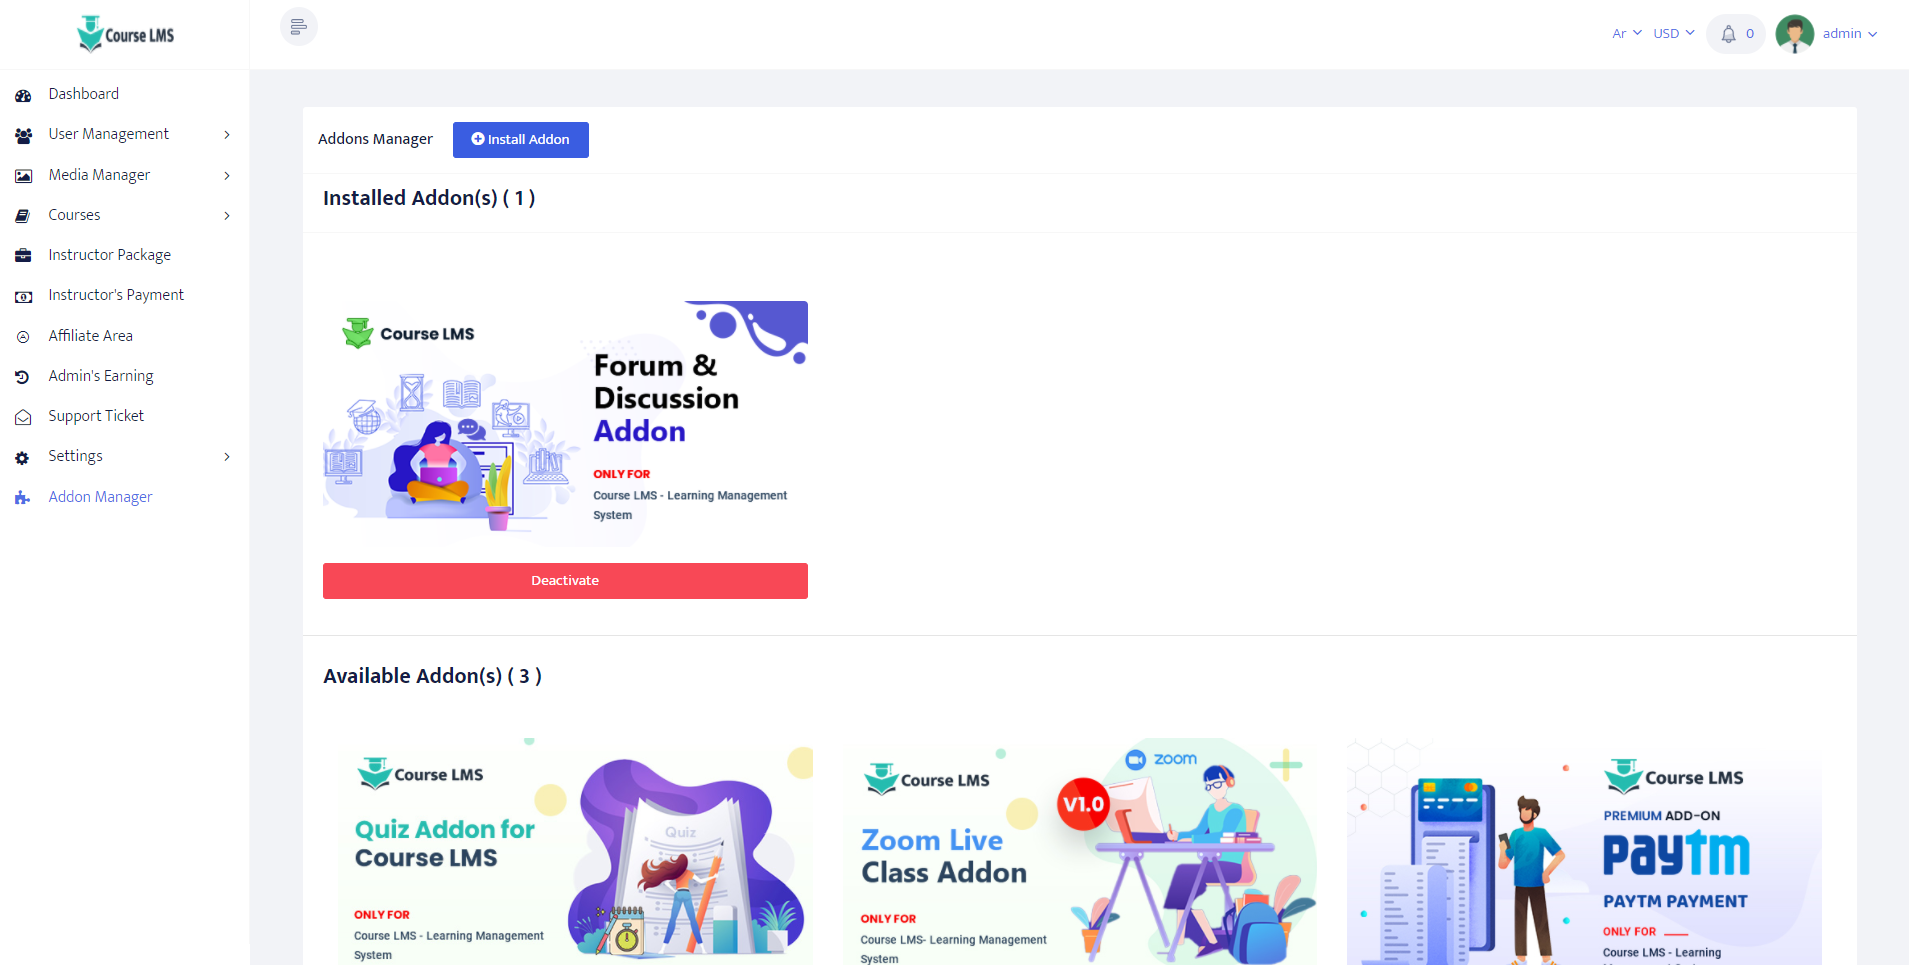 Course LMS
Ar
USD
0
admin
Dashboard
User Management
Media Manager
Courses
Instructor Package
Instructor's Payment
Affiliate Area
Admin's Earning
Support Ticket
Settings
Addon Manager
Addons Manager
Install Addon
Installed Addon(s) ( 1 )
Course LMS
Forum &
Discussion
Addon
ONLY FOR
Course LMS - Learning Management
System
Deactivate
Available Addon(s) ( 3 )
Course LMS
Quiz Addon for
Course LMS
Quiz
ONLY FOR
Course LMS - Learning Management
System
Course LMS
zoom
V1.0
Zoom Live
Class Addon
ONLY FOR
Course LMS- Learning Management
System
Course LMS
PREMIUM ADD-ON
paytm
PAYTM PAYMENT
ONLY FOR
Course LMS - Learning